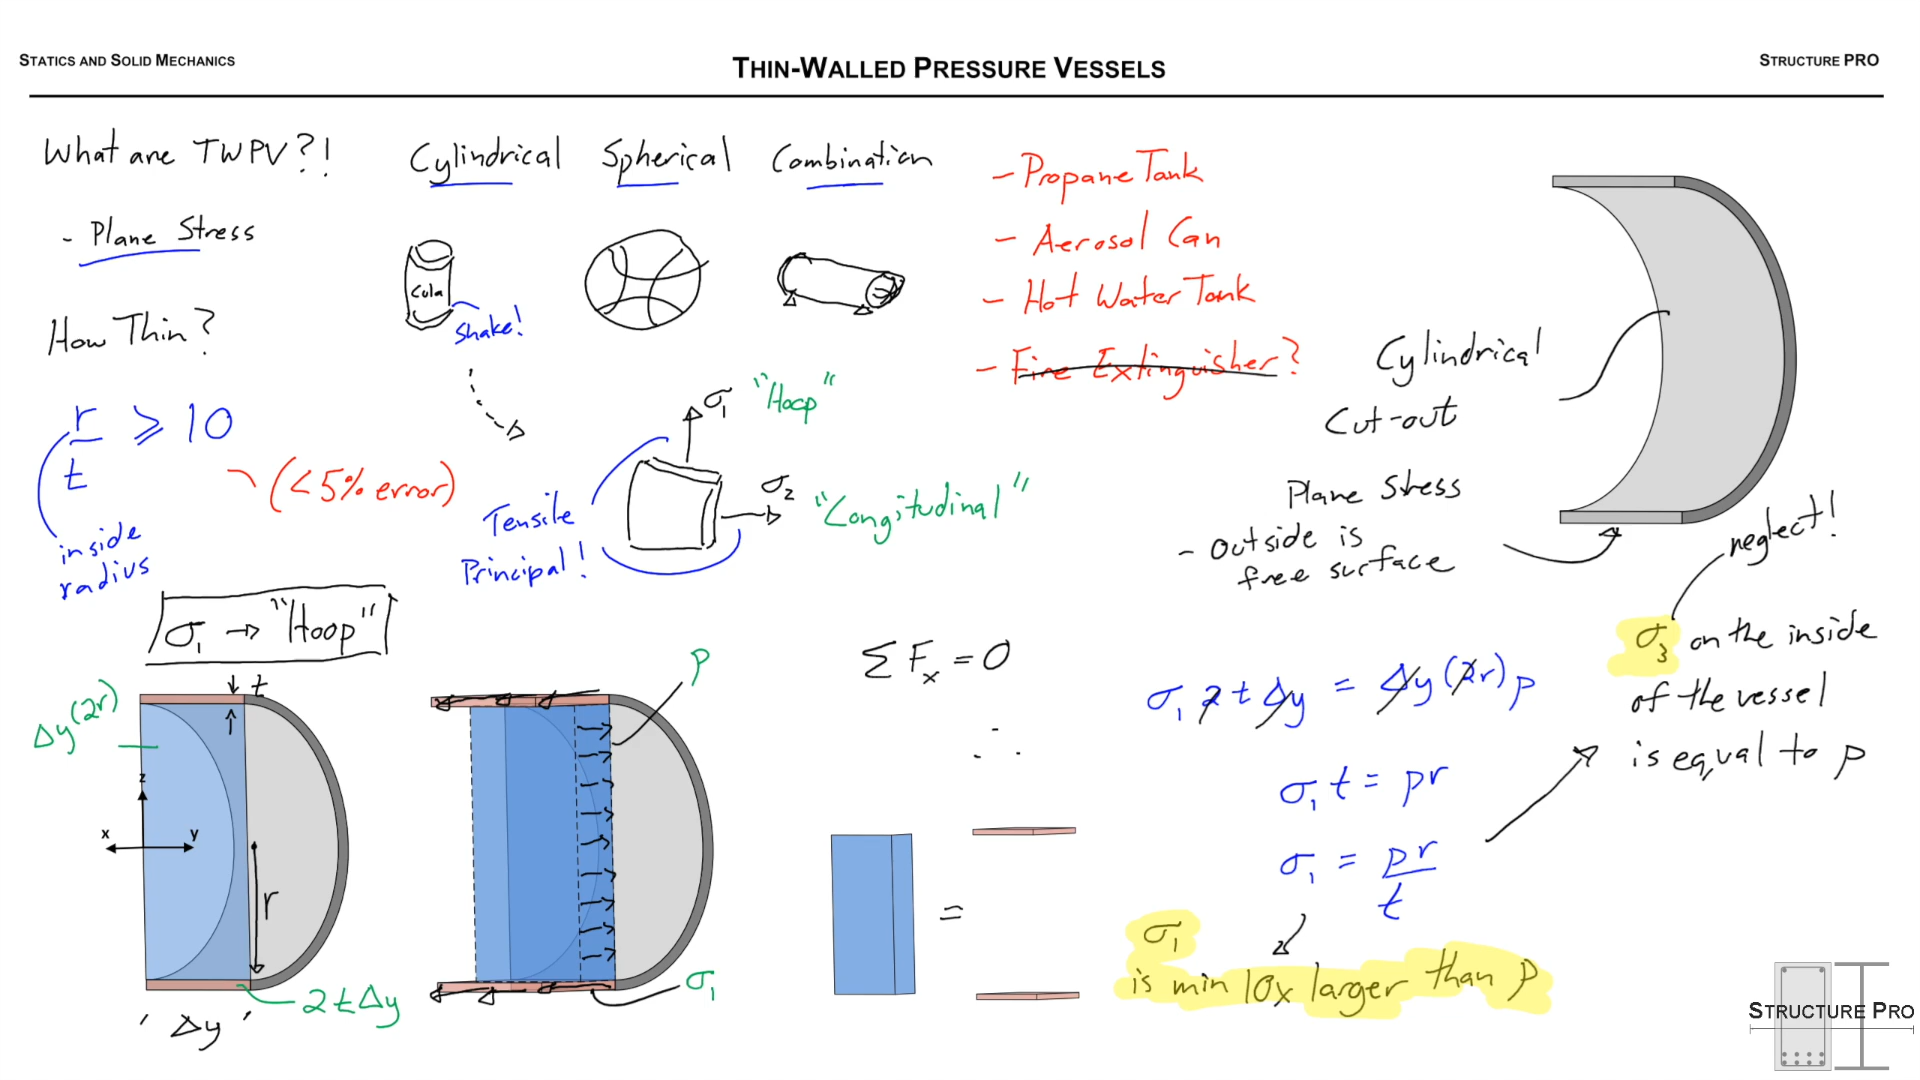 STATICS AND SOLID MECHANICS
THIN-WALLED PRESSURE VESSELS
STRUCTURE PRO
What are TWPV?!
- Plane Stress
How Thin?
r/t ≥ 10
(<5% error)
inside
radius
Cylindrical
Spherical
Combination
Cola
Shake!
- Propane Tank
- Aerosol Can
- Hot Water Tank
- Fire Extinguisher?
σ₁ "Hoop"
σ₂ "Longitudinal"
Tensile
Principal!
Cylindrical
Cut-out
Plane Stress
- Outside is
free surface
neglect!
σ₃ on the inside
of the vessel
is equal to p
σ₁ → "Hoop"
Δy(2r)
t
z
x
y
r
2tΔy
' Δy '
p
σ₁
ΣFx = 0
∴
=
σ₁ 2 t Δy = Δy (2r) p
σ₁ t = pr
σ₁ = pr/t
σ₁
is min 10x larger than p
STRUCTURE PRO